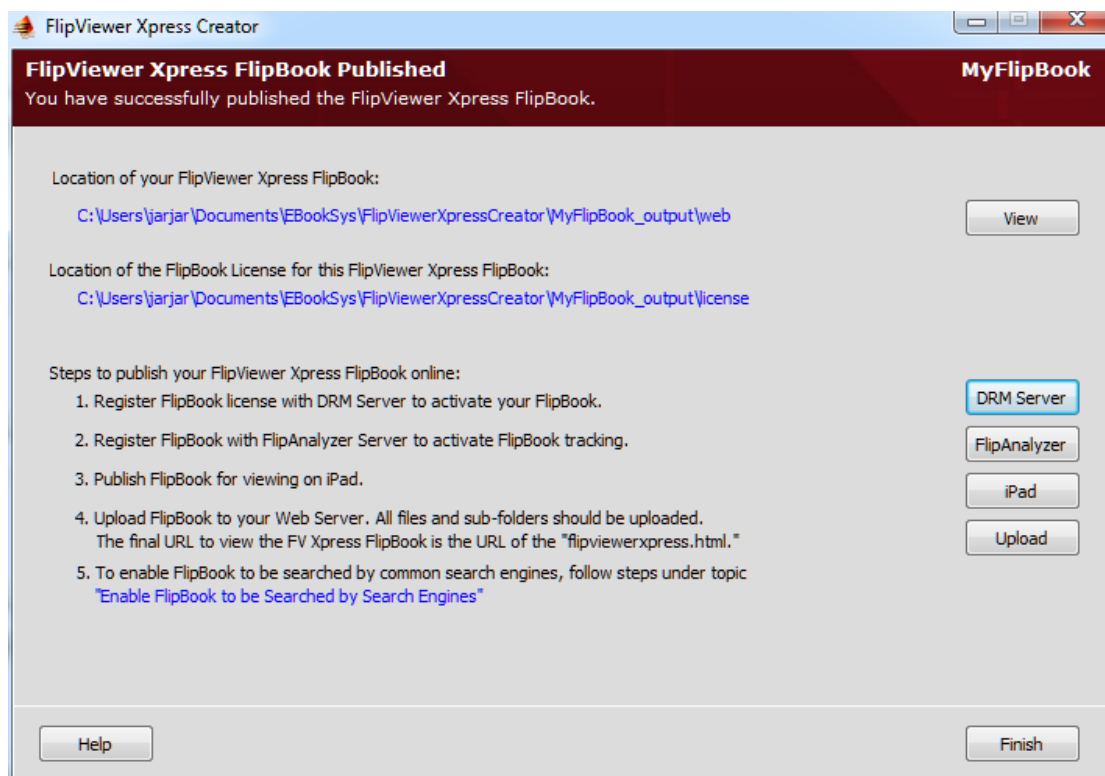 FlipViewer Xpress Creator
FlipViewer Xpress FlipBook Published
MyFlipBook
You have successfully published the FlipViewer Xpress FlipBook.
Location of your FlipViewer Xpress FlipBook:
C:\Users\jarjar\Documents\EBookSys\FlipViewerXpressCreator\MyFlipBook_output\web
View
Location of the FlipBook License for this FlipViewer Xpress FlipBook:
C:\Users\jarjar\Documents\EBookSys\FlipViewerXpressCreator\MyFlipBook_output\license
Steps to publish your FlipViewer Xpress FlipBook online:
1. Register FlipBook license with DRM Server to activate your FlipBook.
DRM Server
2. Register FlipBook with FlipAnalyzer Server to activate FlipBook tracking.
FlipAnalyzer
3. Publish FlipBook for viewing on iPad.
iPad
4. Upload FlipBook to your Web Server. All files and sub-folders should be uploaded.
The final URL to view the FV Xpress FlipBook is the URL of the "flipviewerxpress.html."
Upload
5. To enable FlipBook to be searched by common search engines, follow steps under topic
"Enable FlipBook to be Searched by Search Engines"
Help
Finish